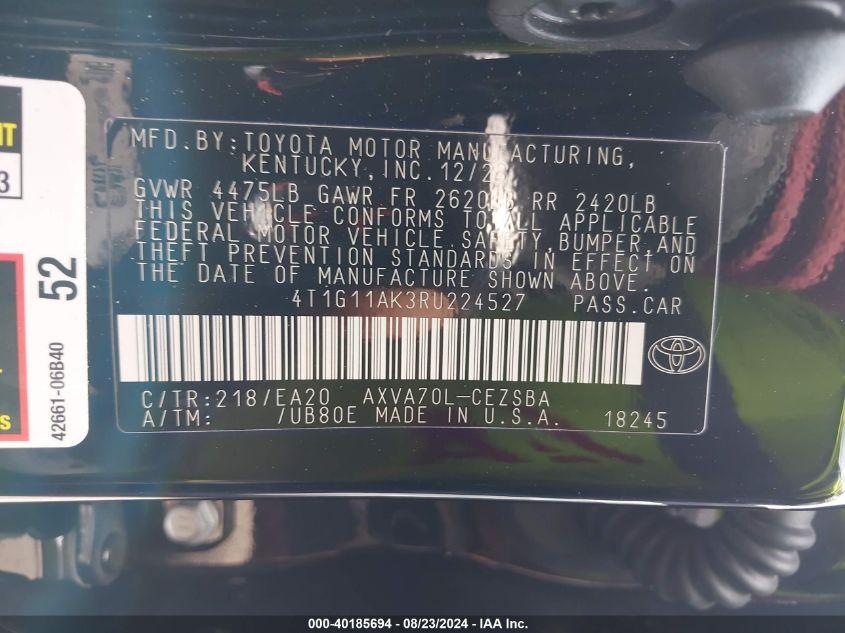 MFD.BY:TOYOTA MOTOR MANUFACTURING,
KENTUCKY,INC. 12/2
GVWR 4475LB GAWR FR RR 2420LB
THIS VEHICLE CONFORMS TO ALL APPLICABLE
FEDERAL MOTOR VEHICLE SAFETY,BUMPER,AND
THEFT PREVENTION STANDARDS IN EFFECT ON
THE DATE OF MANUFACTURE SHOWN ABOVE.
4T1G11AK3RU224527 PASS.CAR
C/TR:218/EA20 AXVA70L-CEZSBA
A/TM: /UB80E MADE IN U.S.A. 18245
3
52
42661-06B40
000-40185694 - 08/23/2024 - IAA Inc.